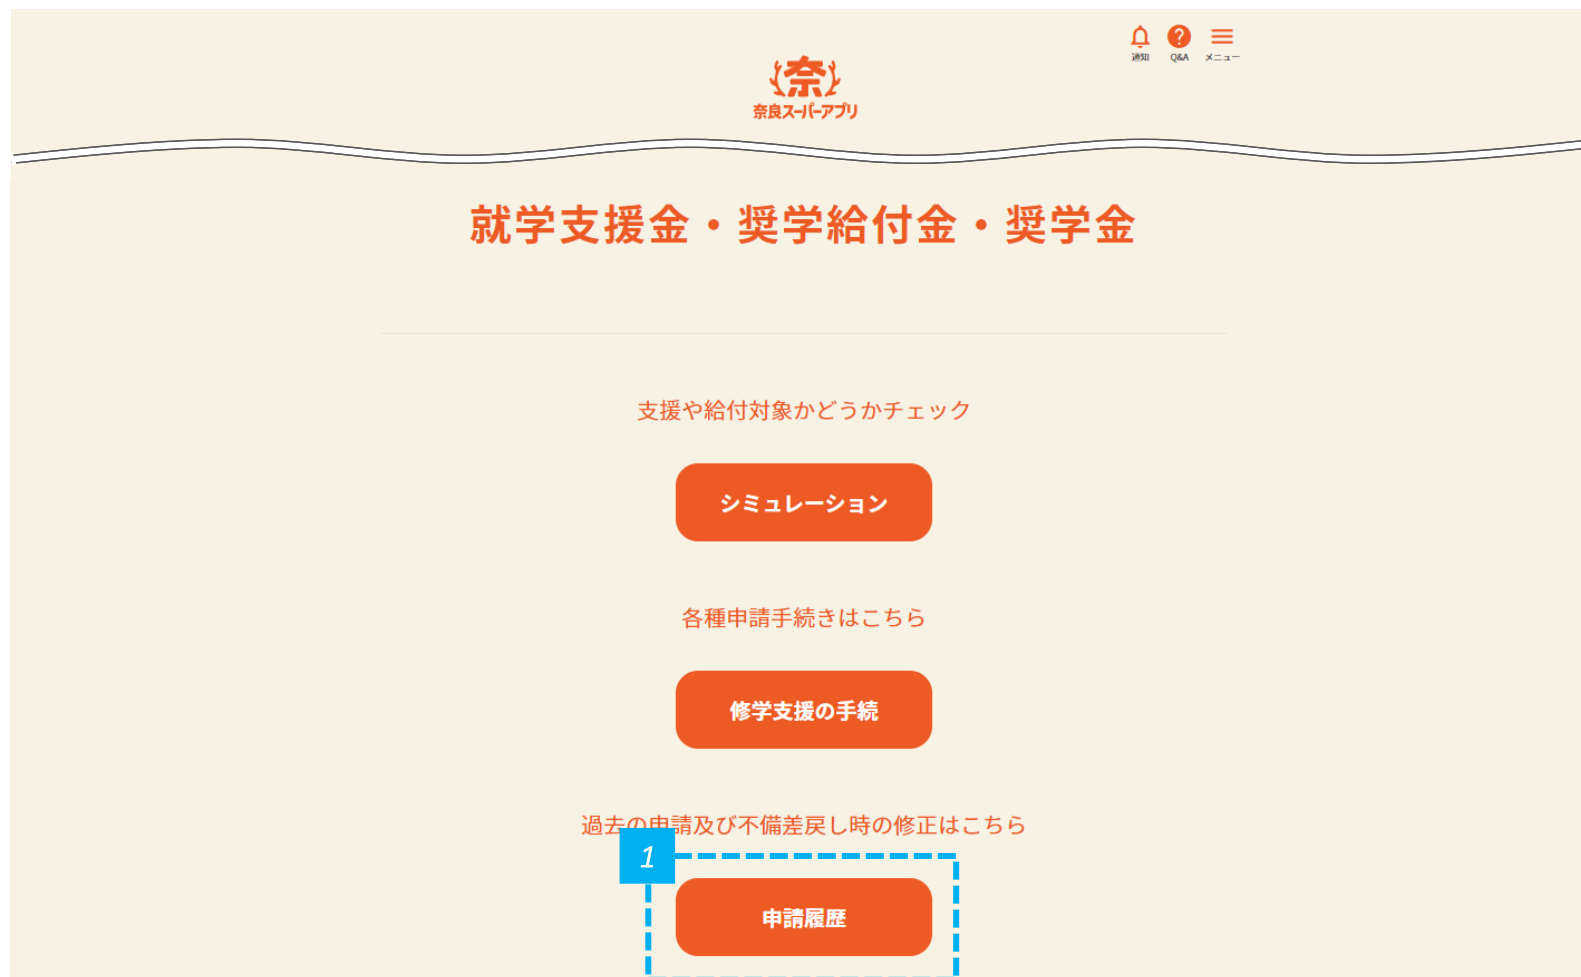 通知 Q&A メニュー
奈
奈良スーパーアプリ
就学支援金・奨学給付金・奨学金
支援や給付対象かどうかチェック
シミュレーション
各種申請手続きはこちら
修学支援の手続
過去の申請及び不備差戻し時の修正はこちら
1
申請履歴